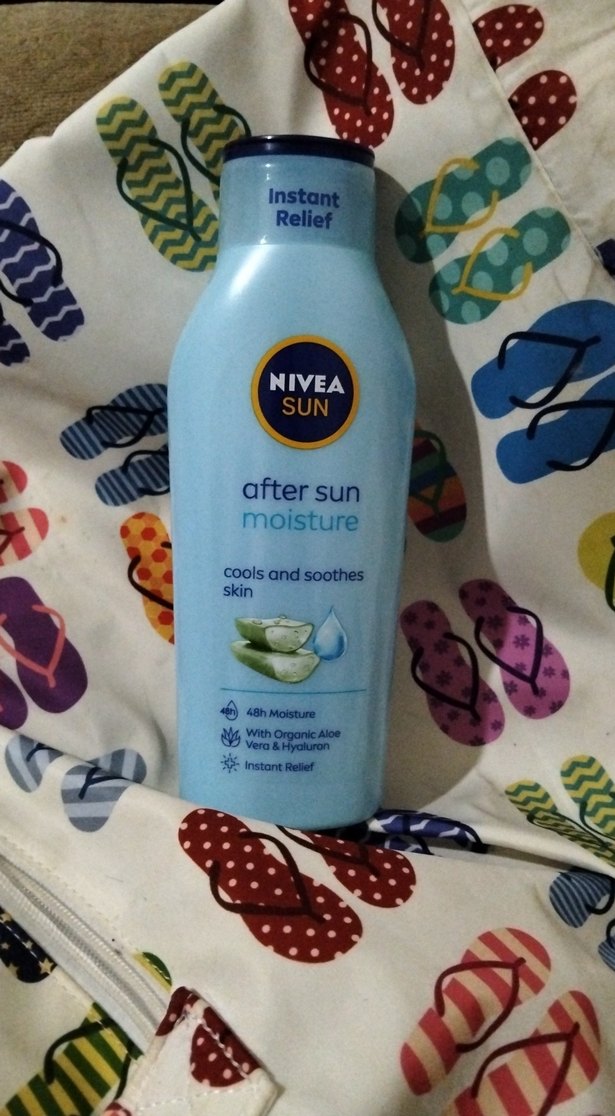 Instant
Relief
NIVEA
SUN
after sun
moisture
cools and soothes
skin
48h
48h Moisture
With Organic Aloe
Vera & Hyaluron
Instant Relief